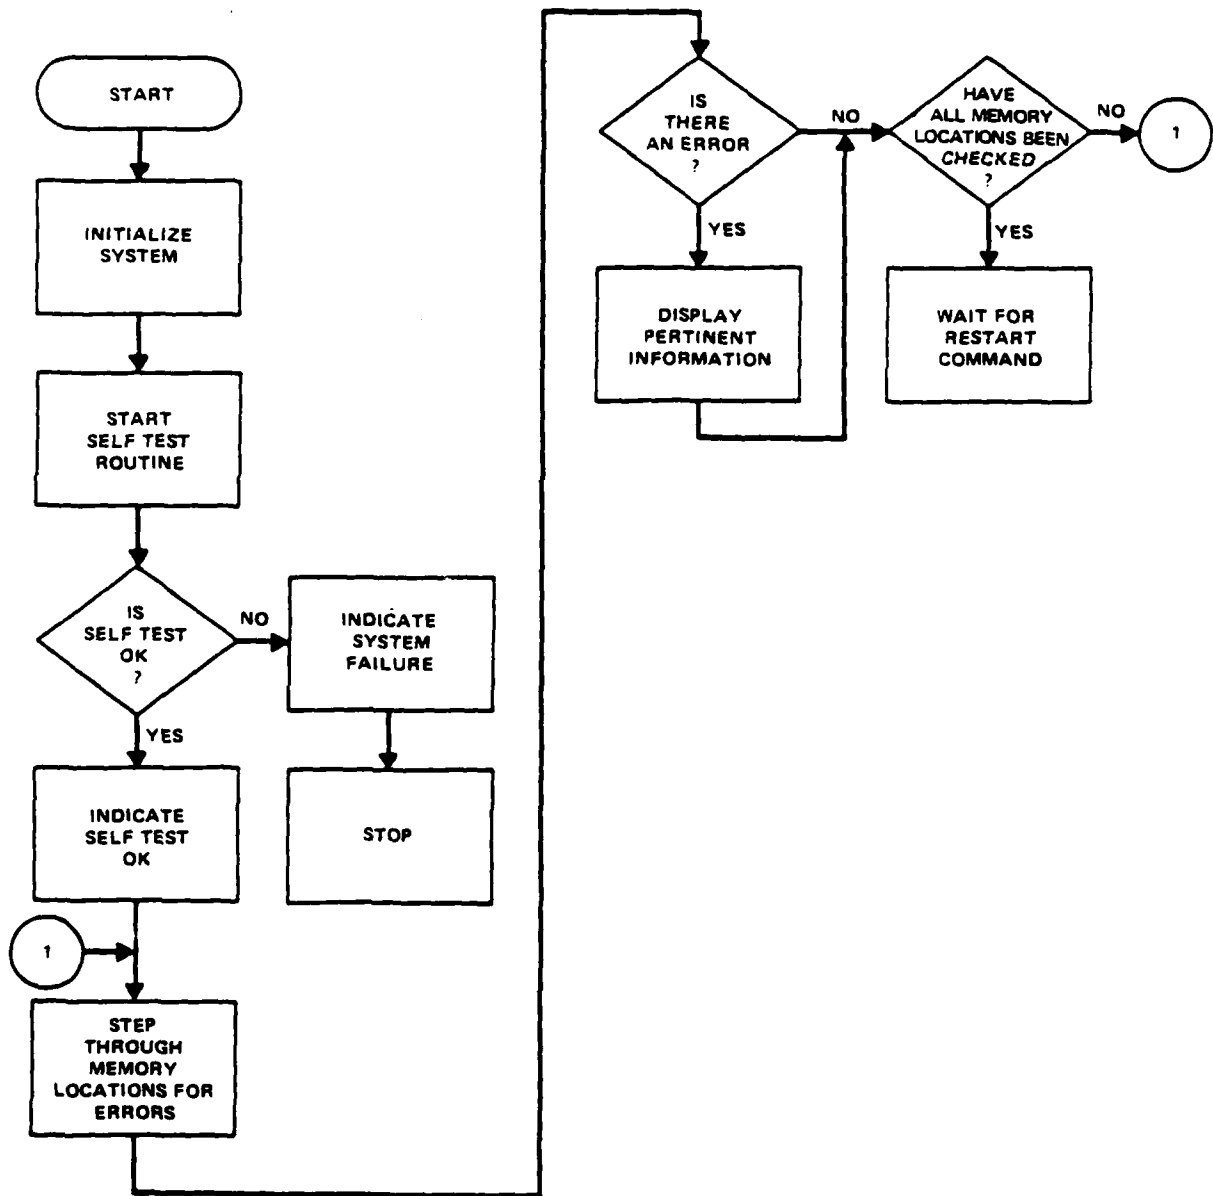 START
INITIALIZE
SYSTEM
START
SELF TEST
ROUTINE
IS
SELF TEST
OK
?
NO
YES
INDICATE
SYSTEM
FAILURE
STOP
INDICATE
SELF TEST
OK
1
STEP
THROUGH
MEMORY
LOCATIONS FOR
ERRORS
IS
THERE
AN ERROR
?
NO
YES
DISPLAY
PERTINENT
INFORMATION
HAVE
ALL MEMORY
LOCATIONS BEEN
CHECKED
?
NO
1
YES
WAIT FOR
RESTART
COMMAND